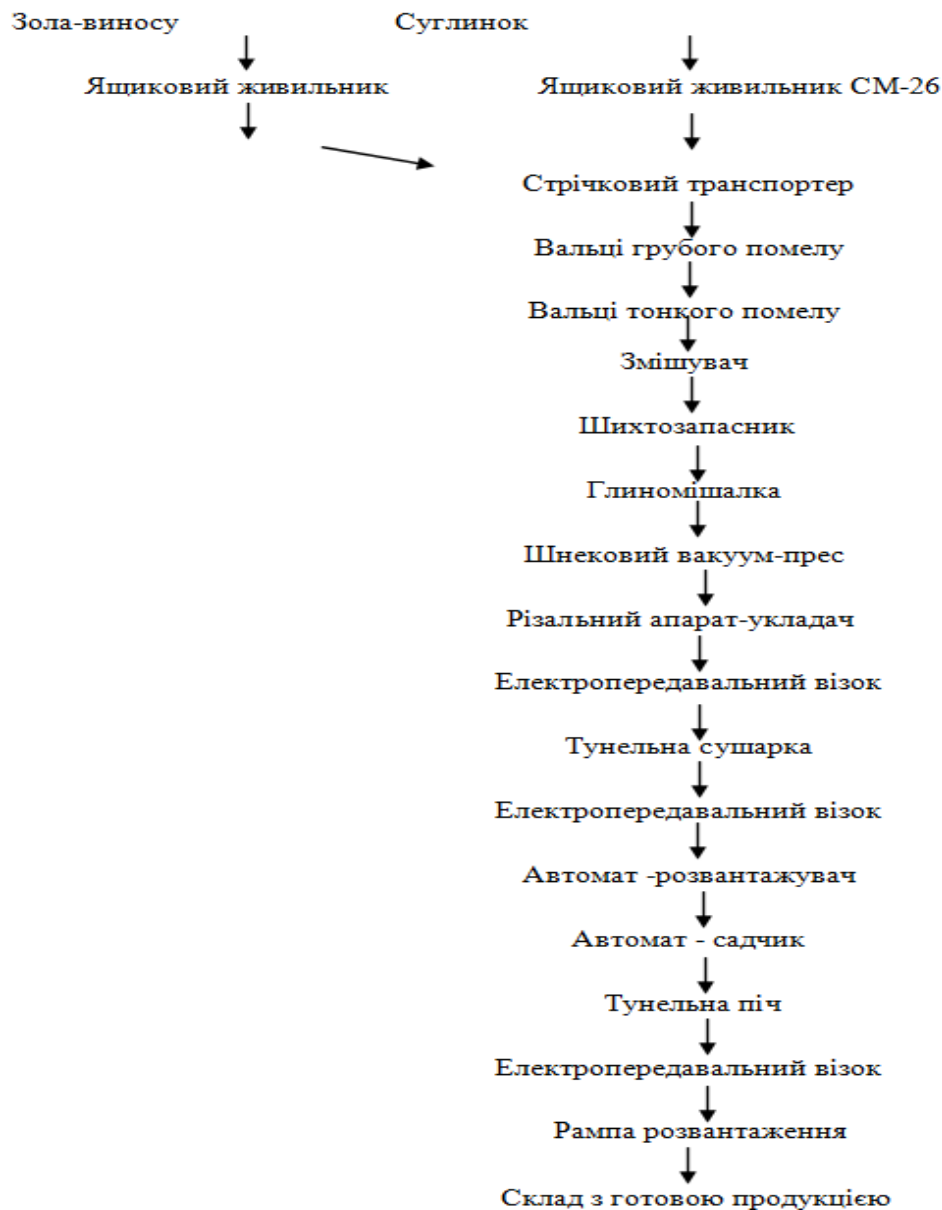 Зола-виносу
Суглинок
Ящиковий живильник
Ящиковий живильник СМ-26
Стрічковий транспортер
Вальці грубого помелу
Вальці тонкого помелу
Змішувач
Шихтозапасник
Глиномішалка
Шнековий вакуум-прес
Різальний апарат-укладач
Електропередавальний візок
Тунельна сушарка
Електропередавальний візок
Автомат -розвантажувач
Автомат - садчик
Тунельна піч
Електропередавальний візок
Рампа розвантаження
Склад з готовою продукцією